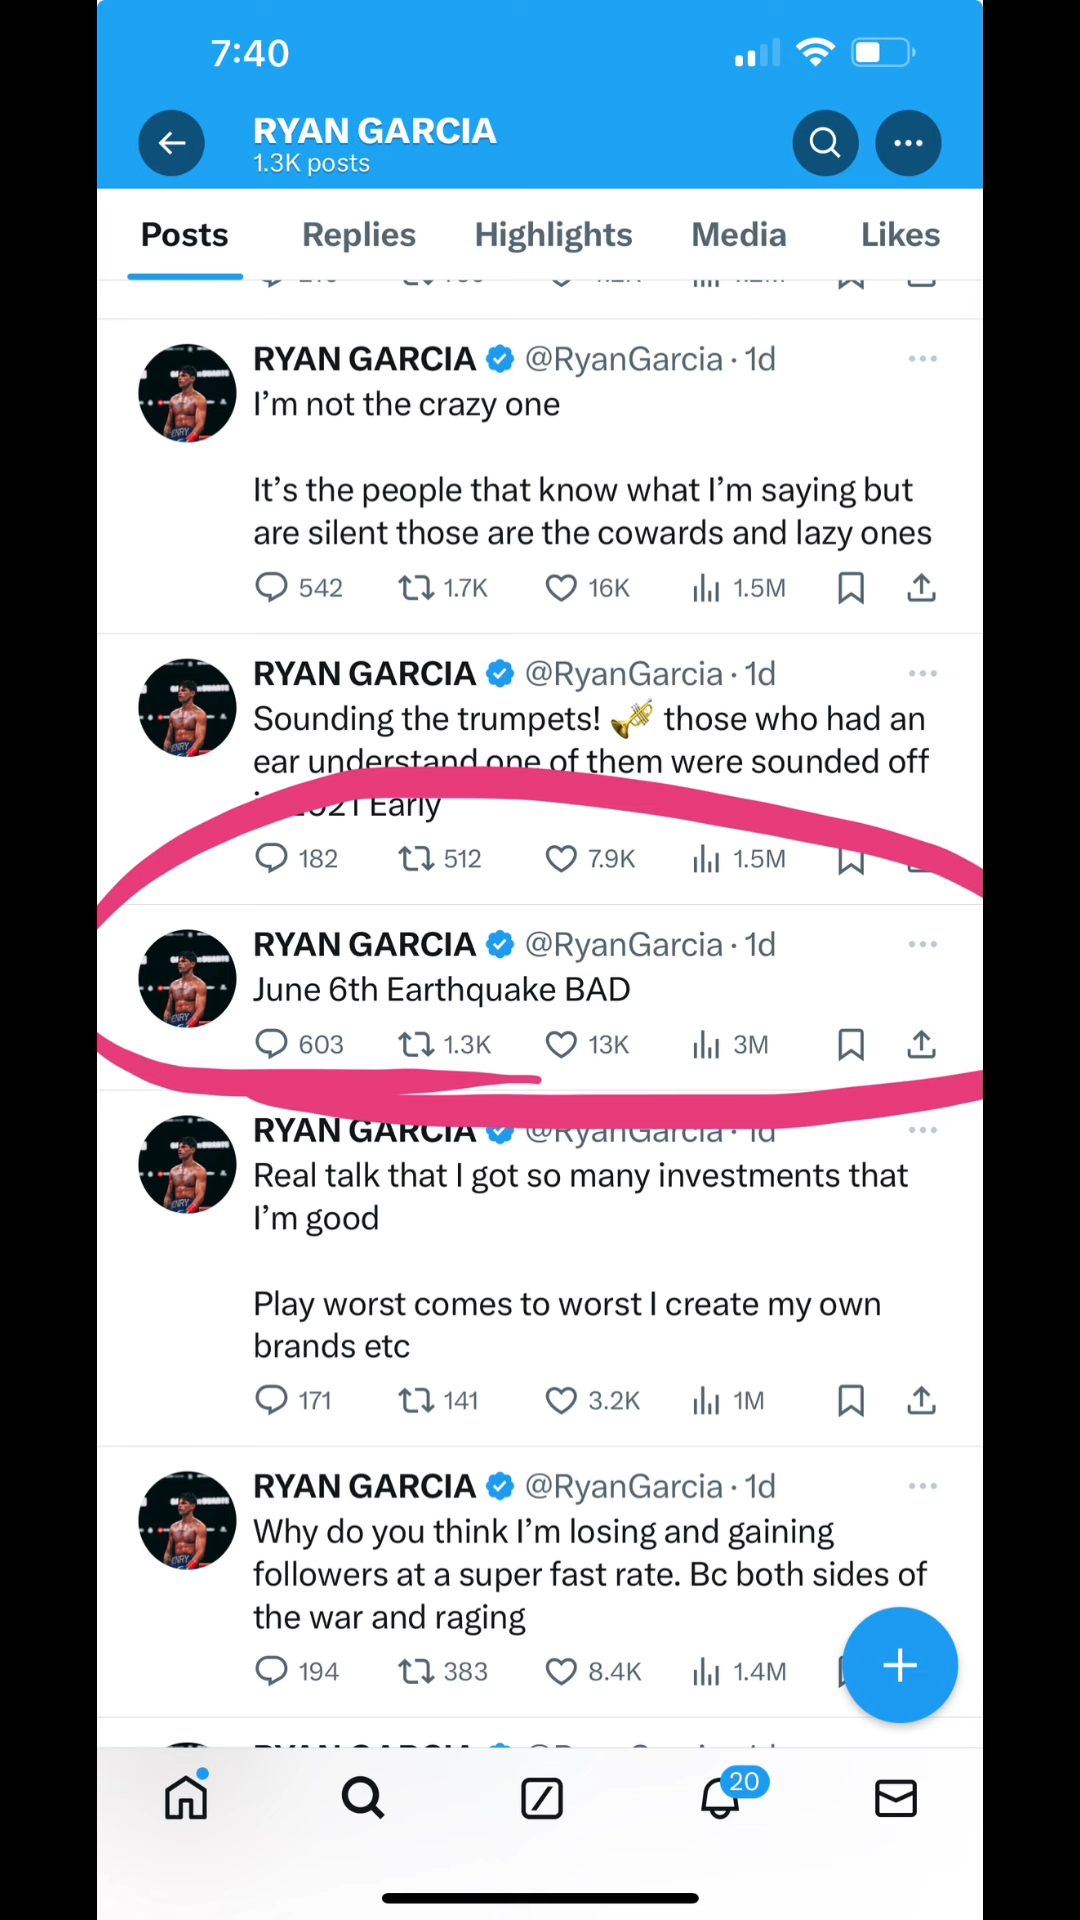 7:40
RYAN GARCIA
1.3K posts
Posts Replies Highlights Media Likes
RYAN GARCIA @RyanGarcia · 1d
I'm not the crazy one
It's the people that know what I'm saying but
are silent those are the cowards and lazy ones
542 1.7K 16K 1.5M
RYAN GARCIA @RyanGarcia · 1d
Sounding the trumpets! 🎺 those who had an
ear understand one of them were sounded off
2021 Early
182 512 7.9K 1.5M
RYAN GARCIA @RyanGarcia · 1d
June 6th Earthquake BAD
603 1.3K 13K 3M
RYAN GARCIA @RyanGarcia · 1d
Real talk that I got so many investments that
I'm good
Play worst comes to worst I create my own
brands etc
171 141 3.2K 1M
RYAN GARCIA @RyanGarcia · 1d
Why do you think I'm losing and gaining
followers at a super fast rate. Bc both sides of
the war and raging
194 383 8.4K 1.4M
20